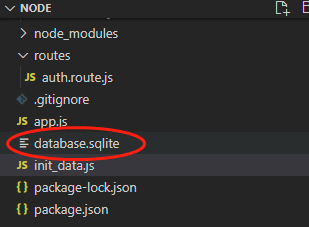 NODE
node_modules
routes
JS auth.route.js
.gitignore
JS app.js
database.sqlite
JS init_data.js
{} package-lock.json
{} package.json